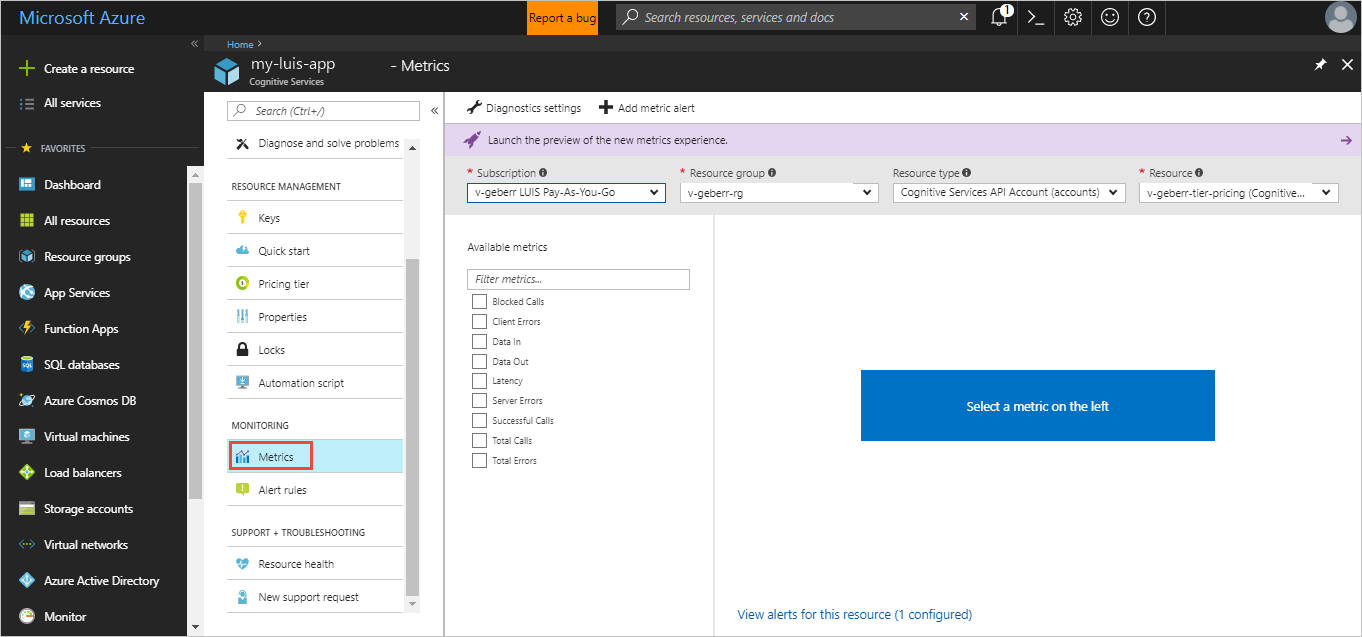 Microsoft Azure
Report a bug
Search resources, services and docs
1
Create a resource
All services
FAVORITES
Dashboard
All resources
Resource groups
App Services
Function Apps
SQL databases
Azure Cosmos DB
Virtual machines
Load balancers
Storage accounts
Virtual networks
Azure Active Directory
Monitor
Home
my-luis-app - Metrics
Cognitive Services
Search (Ctrl+/)
Diagnose and solve problems
RESOURCE MANAGEMENT
Keys
Quick start
Pricing tier
Properties
Locks
Automation script
MONITORING
Metrics
Alert rules
SUPPORT + TROUBLESHOOTING
Resource health
New support request
Diagnostics settings Add metric alert
Launch the preview of the new metrics experience.
* Subscription * Resource group Resource type * Resource
v-geberr LUIS Pay-As-You-Go v-geberr-rg Cognitive Services API Account (accounts) v-geberr-tier-pricing (Cognitive...
Available metrics
Filter metrics...
Blocked Calls
Client Errors
Data In
Data Out
Latency
Server Errors
Successful Calls
Total Calls
Total Errors
Select a metric on the left
View alerts for this resource (1 configured)